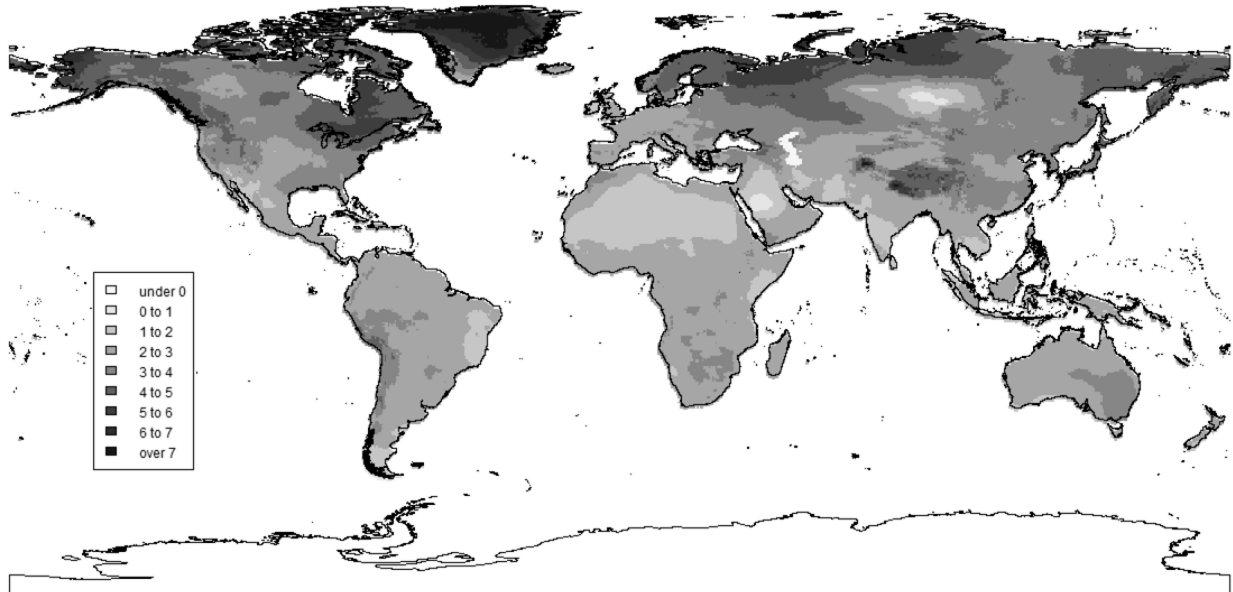 under 0
0 to 1
1 to 2
2 to 3
3 to 4
4 to 5
5 to 6
6 to 7
over 7